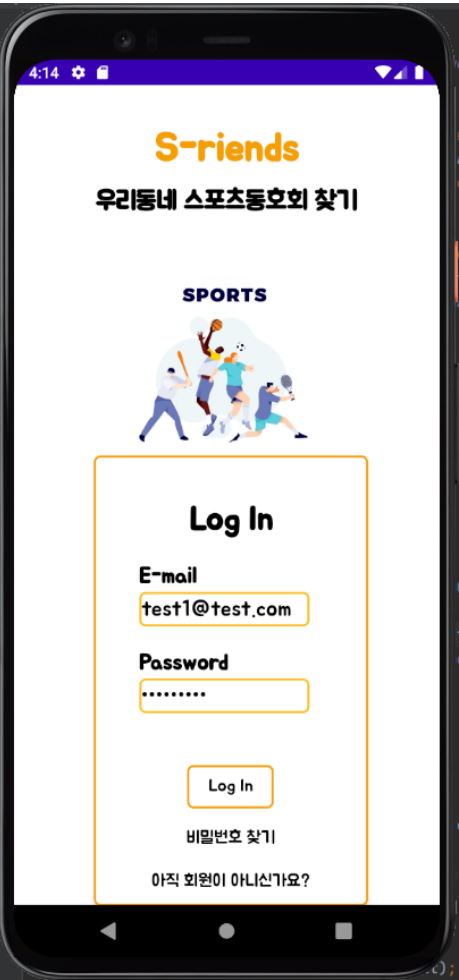 4:14
S-riends
우리동네 스포츠동호회 찾기
SPORTS
Log In
E-mail
test1@test.com
Password
•••••••••
Log In
비밀번호 찾기
아직 회원이 아니신가요?